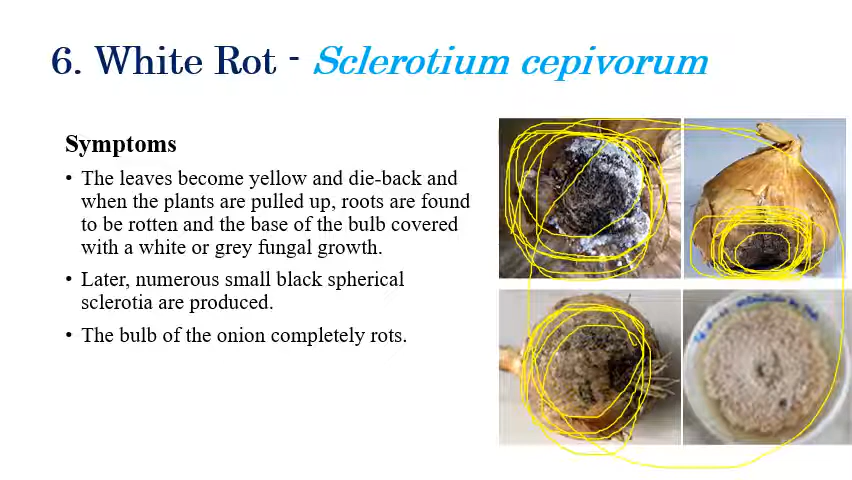 6. White Rot - Sclerotium cepivorum
Symptoms
• The leaves become yellow and die-back and
when the plants are pulled up, roots are found
to be rotten and the base of the bulb covered
with a white or grey fungal growth.
• Later, numerous small black spherical
sclerotia are produced.
• The bulb of the onion completely rots.